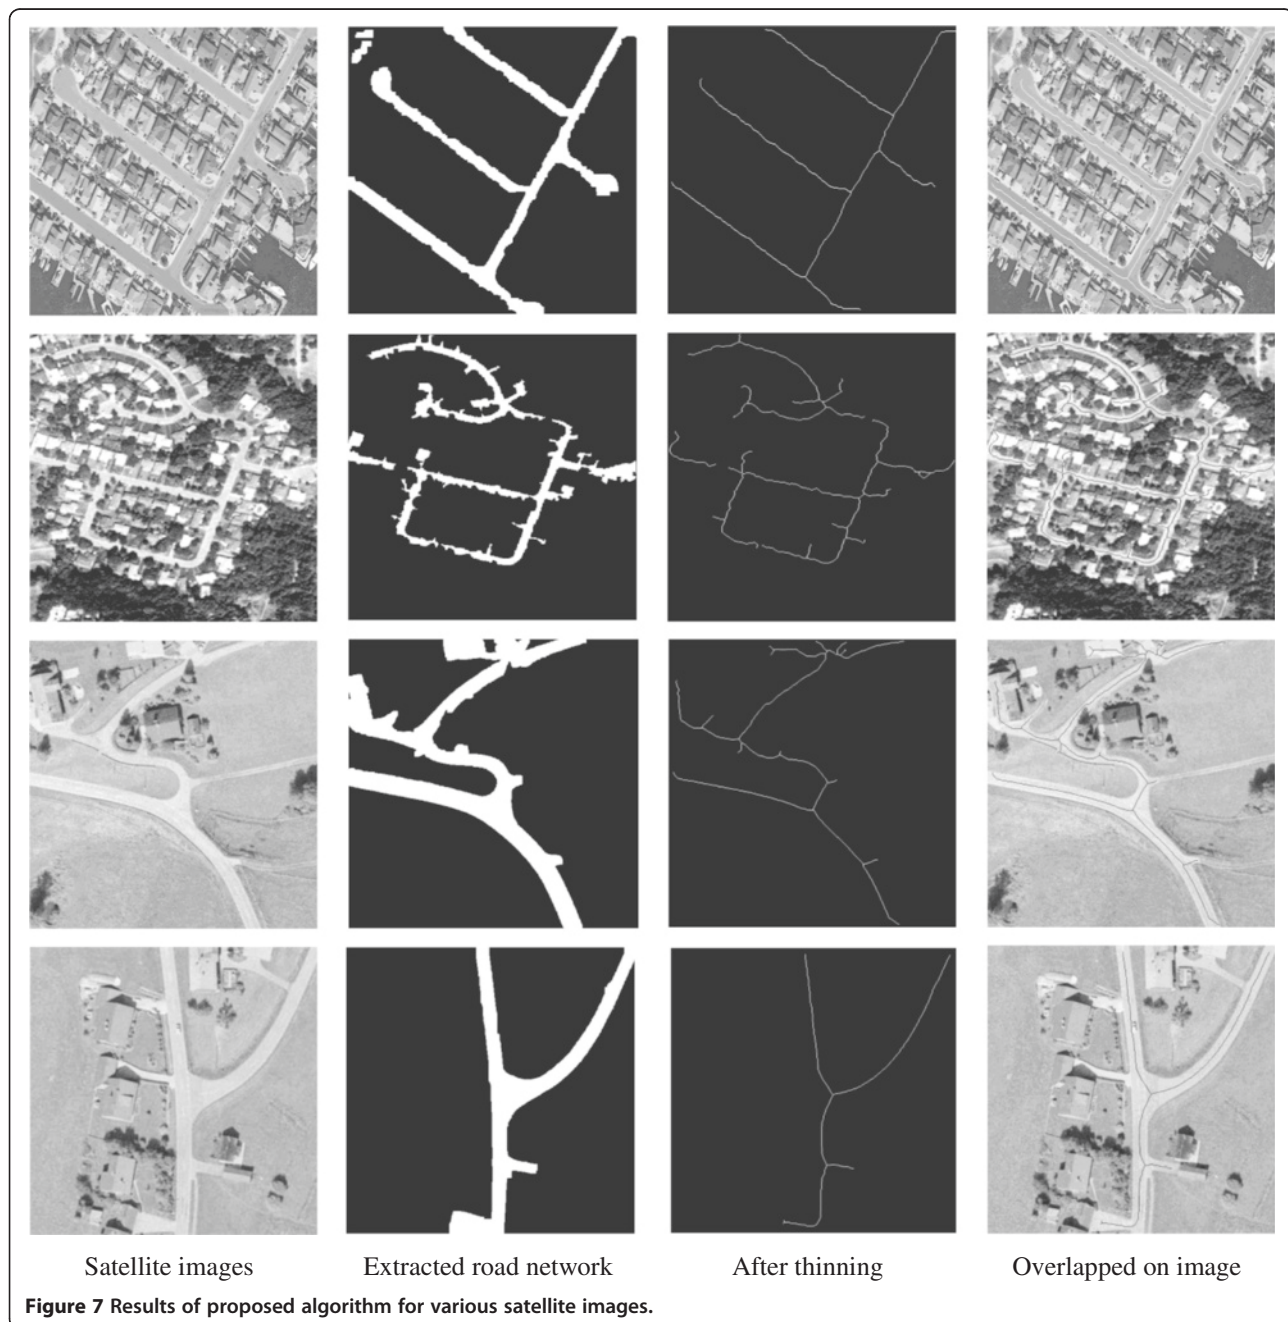 Satellite images
Extracted road network
After thinning
Overlapped on image
Figure 7 Results of proposed algorithm for various satellite images.